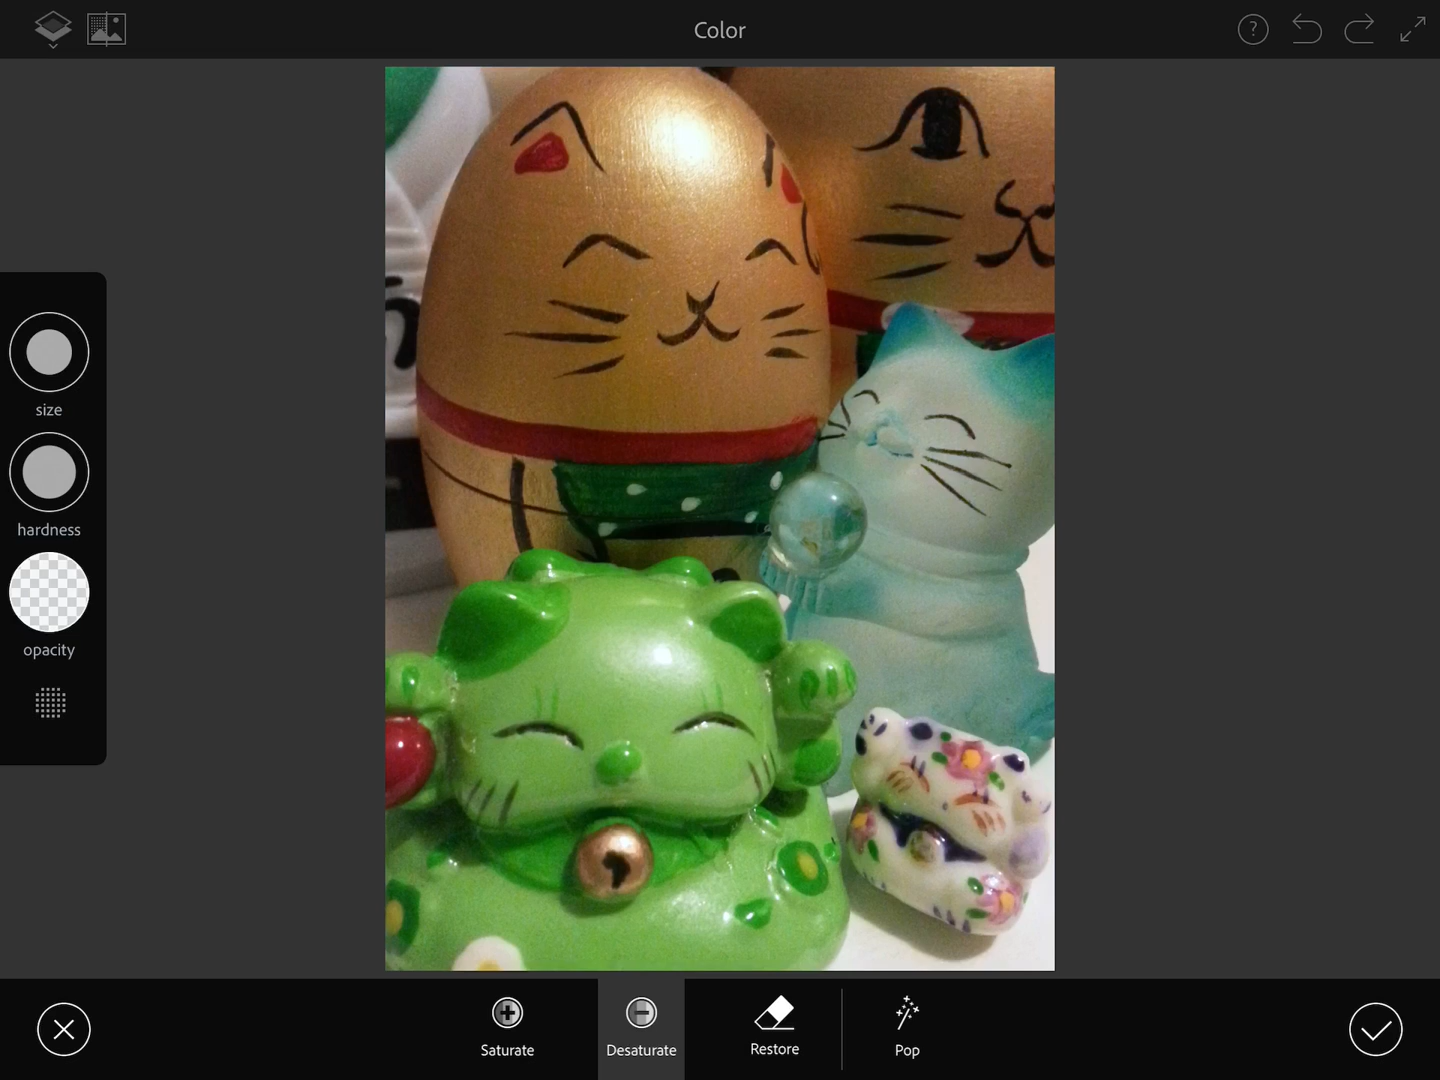 Color
?
size
hardness
opacity
Saturate
Desaturate
Restore
Pop